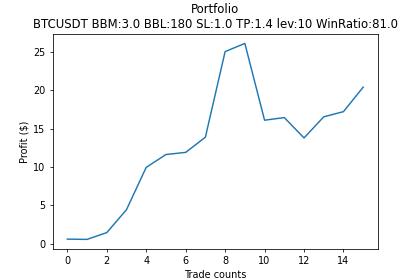 Portfolio
BTCUSDT BBM:3.0 BBL:180 SL:1.0 TP:1.4 lev:10 WinRatio:81.0
25
20
15
10
5
0
Profit ($)
0 2 4 6 8 10 12 14
Trade counts